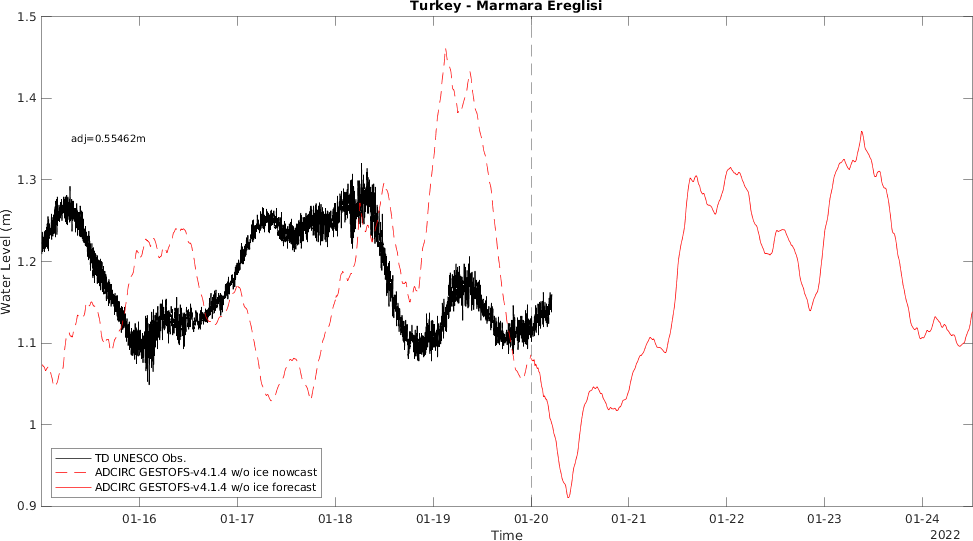 Turkey - Marmara Ereglisi
1.5
1.4
1.3
1.2
1.1
1
0.9
Water Level (m)
adj=0.55462m
TD UNESCO Obs.
ADCIRC GESTOFS-v4.1.4 w/o ice nowcast
ADCIRC GESTOFS-v4.1.4 w/o ice forecast
01-16 01-17 01-18 01-19 01-20 01-21 01-22 01-23 01-24
Time
2022